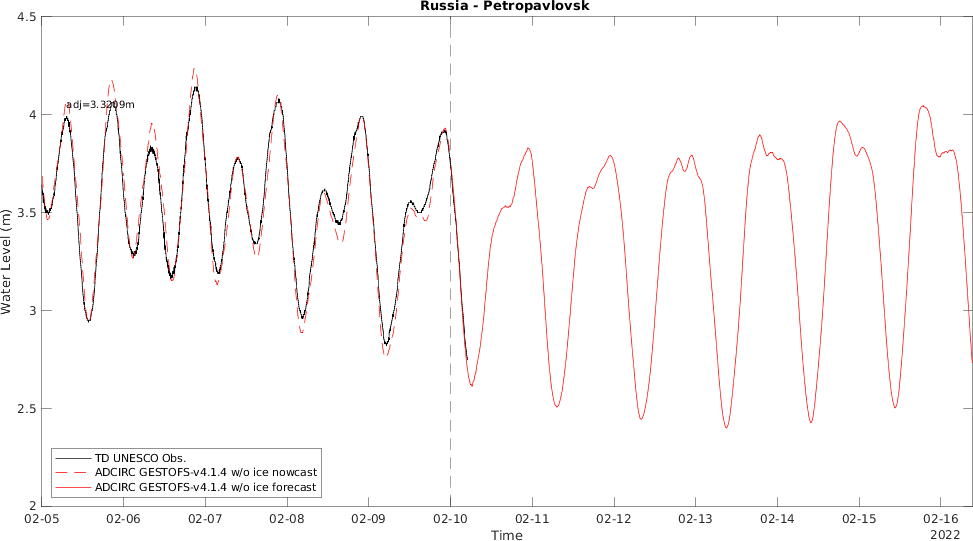 Russia - Petropavlovsk
4.5
4
3.5
3
2.5
2
Water Level (m)
adj=3.3209m
TD UNESCO Obs.
ADCIRC GESTOFS-v4.1.4 w/o ice nowcast
ADCIRC GESTOFS-v4.1.4 w/o ice forecast
02-05 02-06 02-07 02-08 02-09 02-10 02-11 02-12 02-13 02-14 02-15 02-16
Time
2022